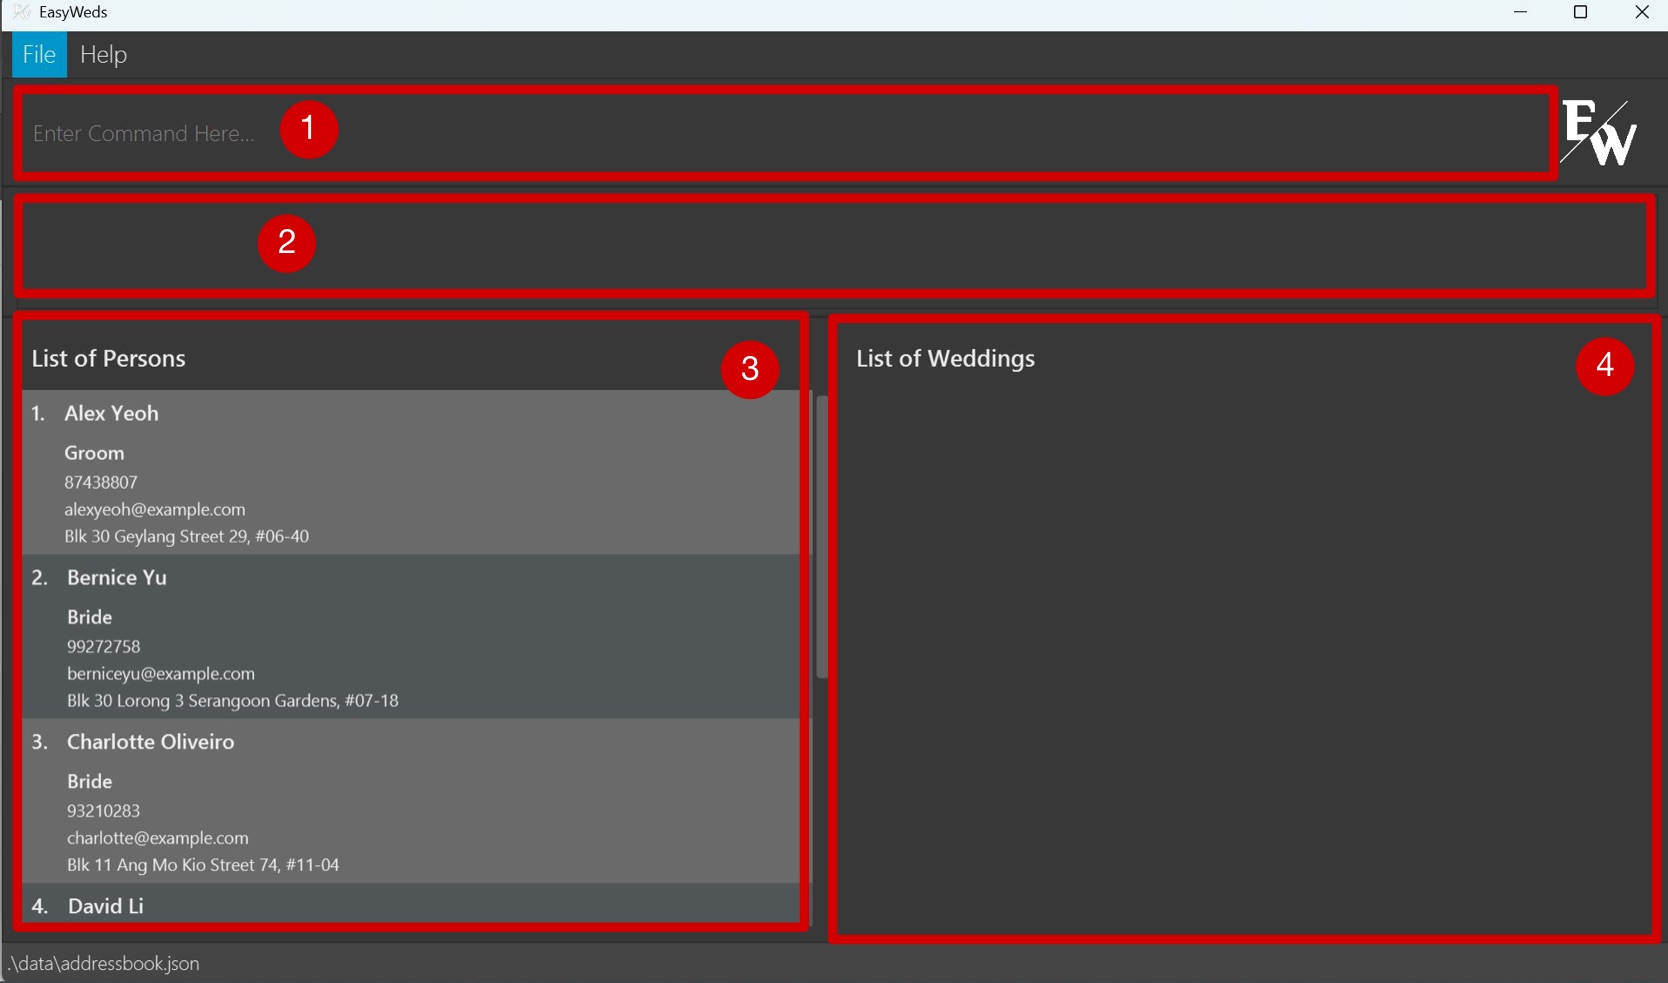 EasyWeds
File Help
Enter Command Here...
1
EW
2
List of Persons
3
1. Alex Yeoh
Groom
87438807
alexyeoh@example.com
Blk 30 Geylang Street 29, #06-40
2. Bernice Yu
Bride
99272758
berniceyu@example.com
Blk 30 Lorong 3 Serangoon Gardens, #07-18
3. Charlotte Oliveiro
Bride
93210283
charlotte@example.com
Blk 11 Ang Mo Kio Street 74, #11-04
4. David Li
List of Weddings
4
.\data\addressbook.json